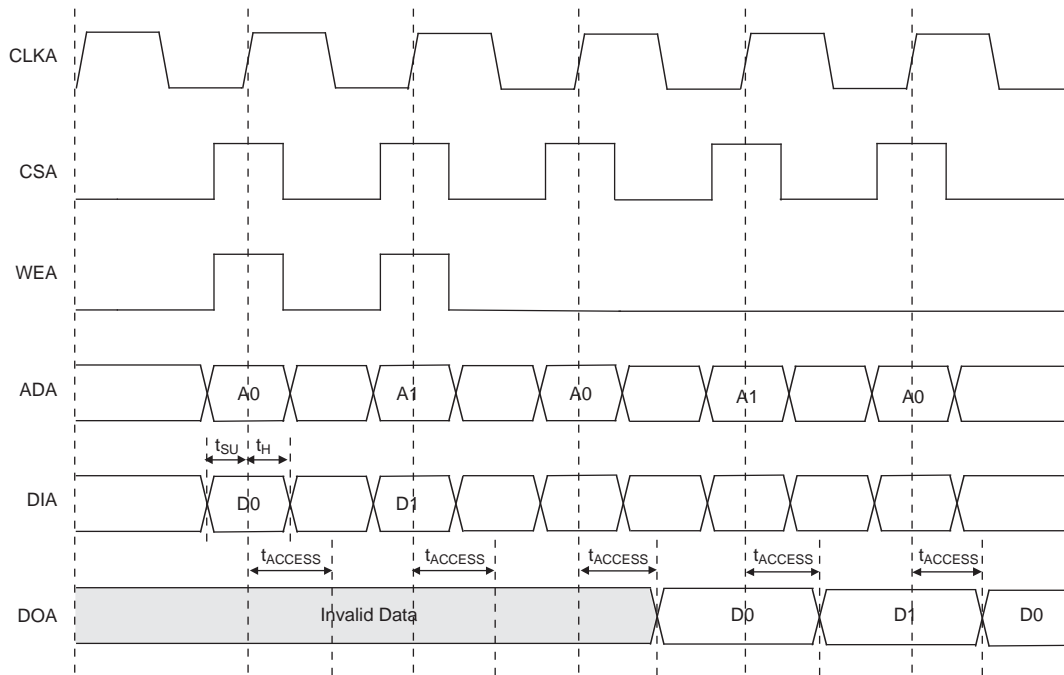 CLKA
CSA
WEA
ADA A0 A1 A0 A1 A0
tSU tH
DIA D0 D1
tACCESS tACCESS tACCESS tACCESS tACCESS
DOA Invalid Data D0 D1 D0